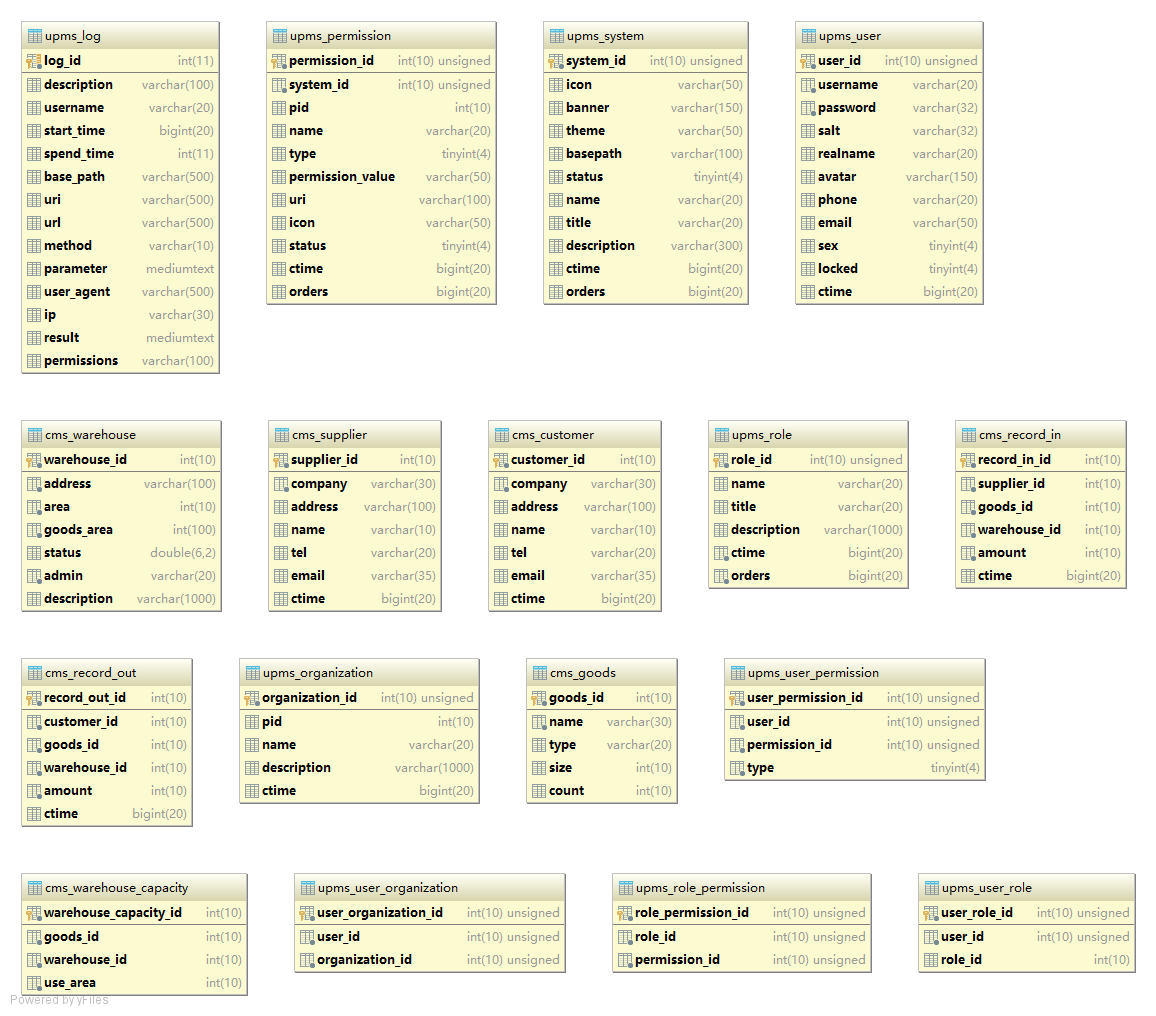 upms_log
log_id int(11)
description varchar(100)
username varchar(20)
start_time bigint(20)
spend_time int(11)
base_path varchar(500)
uri varchar(500)
url varchar(500)
method varchar(10)
parameter mediumtext
user_agent varchar(500)
ip varchar(30)
result mediumtext
permissions varchar(100)
upms_permission
permission_id int(10) unsigned
system_id int(10) unsigned
pid int(10)
name varchar(20)
type tinyint(4)
permission_value varchar(50)
uri varchar(100)
icon varchar(50)
status tinyint(4)
ctime bigint(20)
orders bigint(20)
upms_system
system_id int(10) unsigned
icon varchar(50)
banner varchar(150)
theme varchar(50)
basepath varchar(100)
status tinyint(4)
name varchar(20)
title varchar(20)
description varchar(300)
ctime bigint(20)
orders bigint(20)
upms_user
user_id int(10) unsigned
username varchar(20)
password varchar(32)
salt varchar(32)
realname varchar(20)
avatar varchar(150)
phone varchar(20)
email varchar(50)
sex tinyint(4)
locked tinyint(4)
ctime bigint(20)
cms_warehouse
warehouse_id int(10)
address varchar(100)
area int(10)
goods_area int(100)
status double(6,2)
admin varchar(20)
description varchar(1000)
cms_supplier
supplier_id int(10)
company varchar(30)
address varchar(100)
name varchar(10)
tel varchar(20)
email varchar(35)
ctime bigint(20)
cms_customer
customer_id int(10)
company varchar(30)
address varchar(100)
name varchar(10)
tel varchar(20)
email varchar(35)
ctime bigint(20)
upms_role
role_id int(10) unsigned
name varchar(20)
title varchar(20)
description varchar(1000)
ctime bigint(20)
orders bigint(20)
cms_record_in
record_in_id int(10)
supplier_id int(10)
goods_id int(10)
warehouse_id int(10)
amount int(10)
ctime bigint(20)
cms_record_out
record_out_id int(10)
customer_id int(10)
goods_id int(10)
warehouse_id int(10)
amount int(10)
ctime bigint(20)
upms_organization
organization_id int(10) unsigned
pid int(10)
name varchar(20)
description varchar(1000)
ctime bigint(20)
cms_goods
goods_id int(10)
name varchar(30)
type varchar(20)
size int(10)
count int(10)
upms_user_permission
user_permission_id int(10) unsigned
user_id int(10) unsigned
permission_id int(10) unsigned
type tinyint(4)
cms_warehouse_capacity
warehouse_capacity_id int(10)
goods_id int(10)
warehouse_id int(10)
use_area int(10)
upms_user_organization
user_organization_id int(10) unsigned
user_id int(10) unsigned
organization_id int(10) unsigned
upms_role_permission
role_permission_id int(10) unsigned
role_id int(10) unsigned
permission_id int(10) unsigned
upms_user_role
user_role_id int(10) unsigned
user_id int(10) unsigned
role_id int(10)
Powered by yFiles